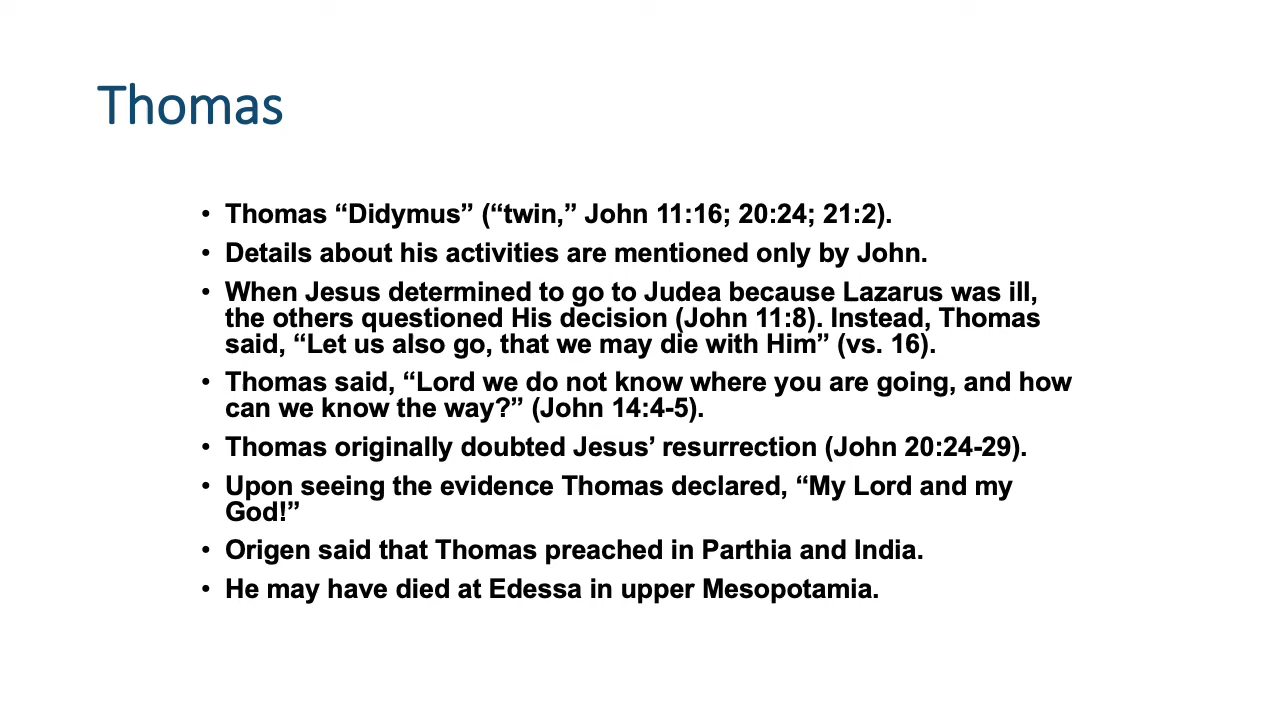 Thomas
• Thomas “Didymus” (“twin,” John 11:16; 20:24; 21:2).
• Details about his activities are mentioned only by John.
• When Jesus determined to go to Judea because Lazarus was ill,
the others questioned His decision (John 11:8). Instead, Thomas
said, “Let us also go, that we may die with Him” (vs. 16).
• Thomas said, “Lord we do not know where you are going, and how
can we know the way?” (John 14:4-5).
• Thomas originally doubted Jesus’ resurrection (John 20:24-29).
• Upon seeing the evidence Thomas declared, “My Lord and my
God!”
• Origen said that Thomas preached in Parthia and India.
• He may have died at Edessa in upper Mesopotamia.